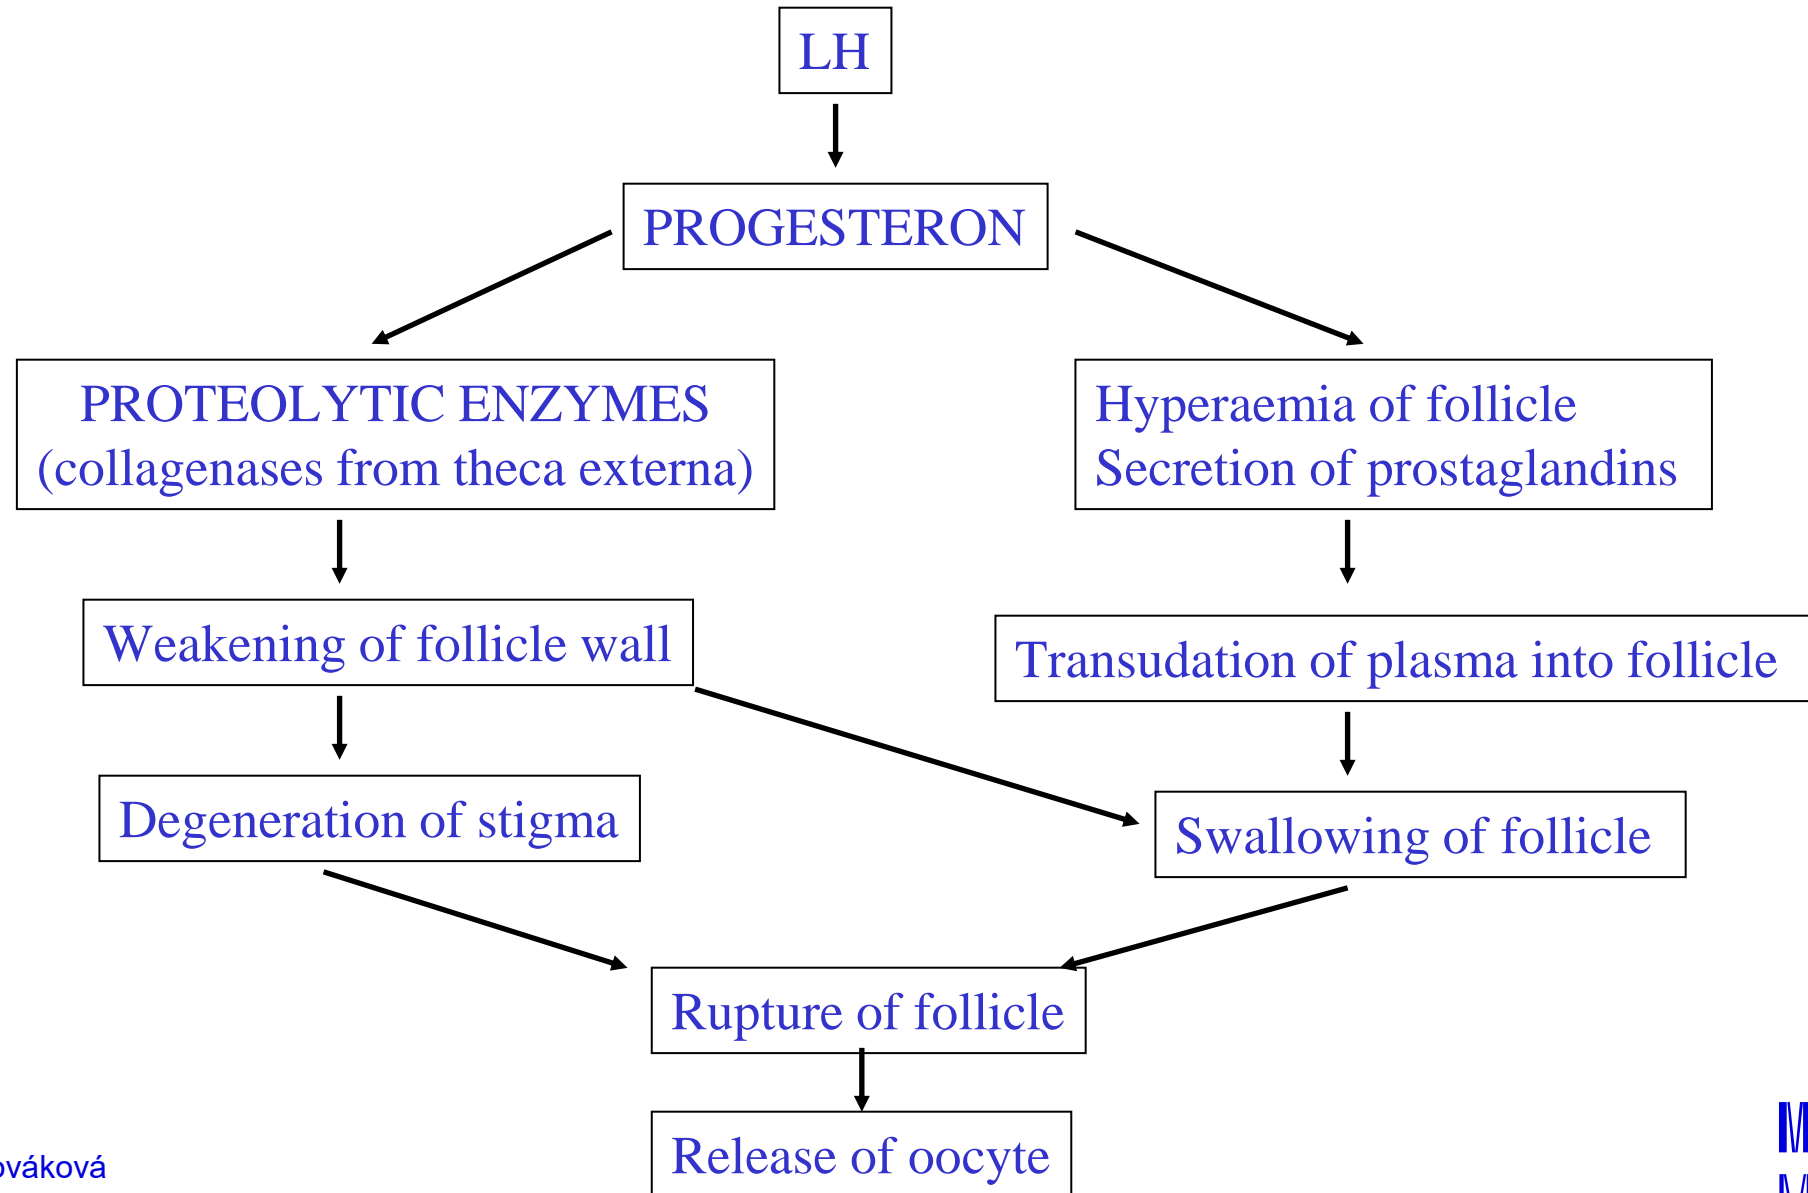 LH
PROGESTERON
PROTEOLYTIC ENZYMES
(collagenases from theca externa)
Hyperaemia of follicle
Secretion of prostaglandins
Weakening of follicle wall
Transudation of plasma into follicle
Degeneration of stigma
Swallowing of follicle
Rupture of follicle
Release of oocyte
ováková
M